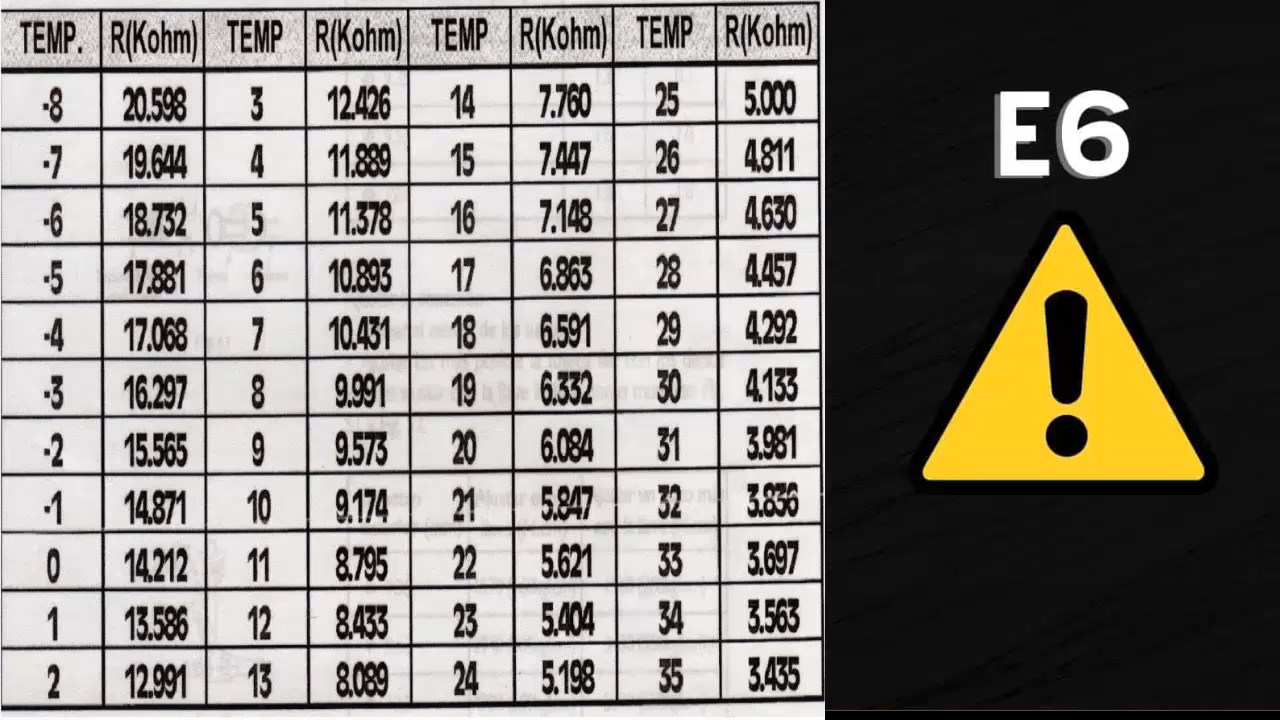 TEMP. R(Kohm) TEMP R(Kohm) TEMP R(Kohm) TEMP R(Kohm)
-8 20.598 3 12.426 14 7.760 25 5.000
-7 19.644 4 11.889 15 7.447 26 4.811
-6 18.732 5 11.378 16 7.148 27 4.630
-5 17.881 6 10.893 17 6.863 28 4.457
-4 17.068 7 10.431 18 6.591 29 4.292
-3 16.297 8 9.991 19 6.332 30 4.133
-2 15.565 9 9.573 20 6.084 31 3.981
-1 14.871 10 9.174 21 5.847 32 3.836
0 14.212 11 8.795 22 5.621 33 3.697
1 13.586 12 8.433 23 5.404 34 3.563
2 12.991 13 8.089 24 5.198 35 3.435
E6